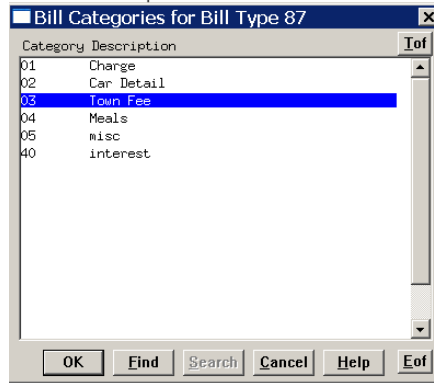 Bill Categories for Bill Type 87
Category Description Tof
01 Charge
02 Car Detail
03 Town Fee
04 Meals
05 misc
40 interest
OK Find Search Cancel Help Eof